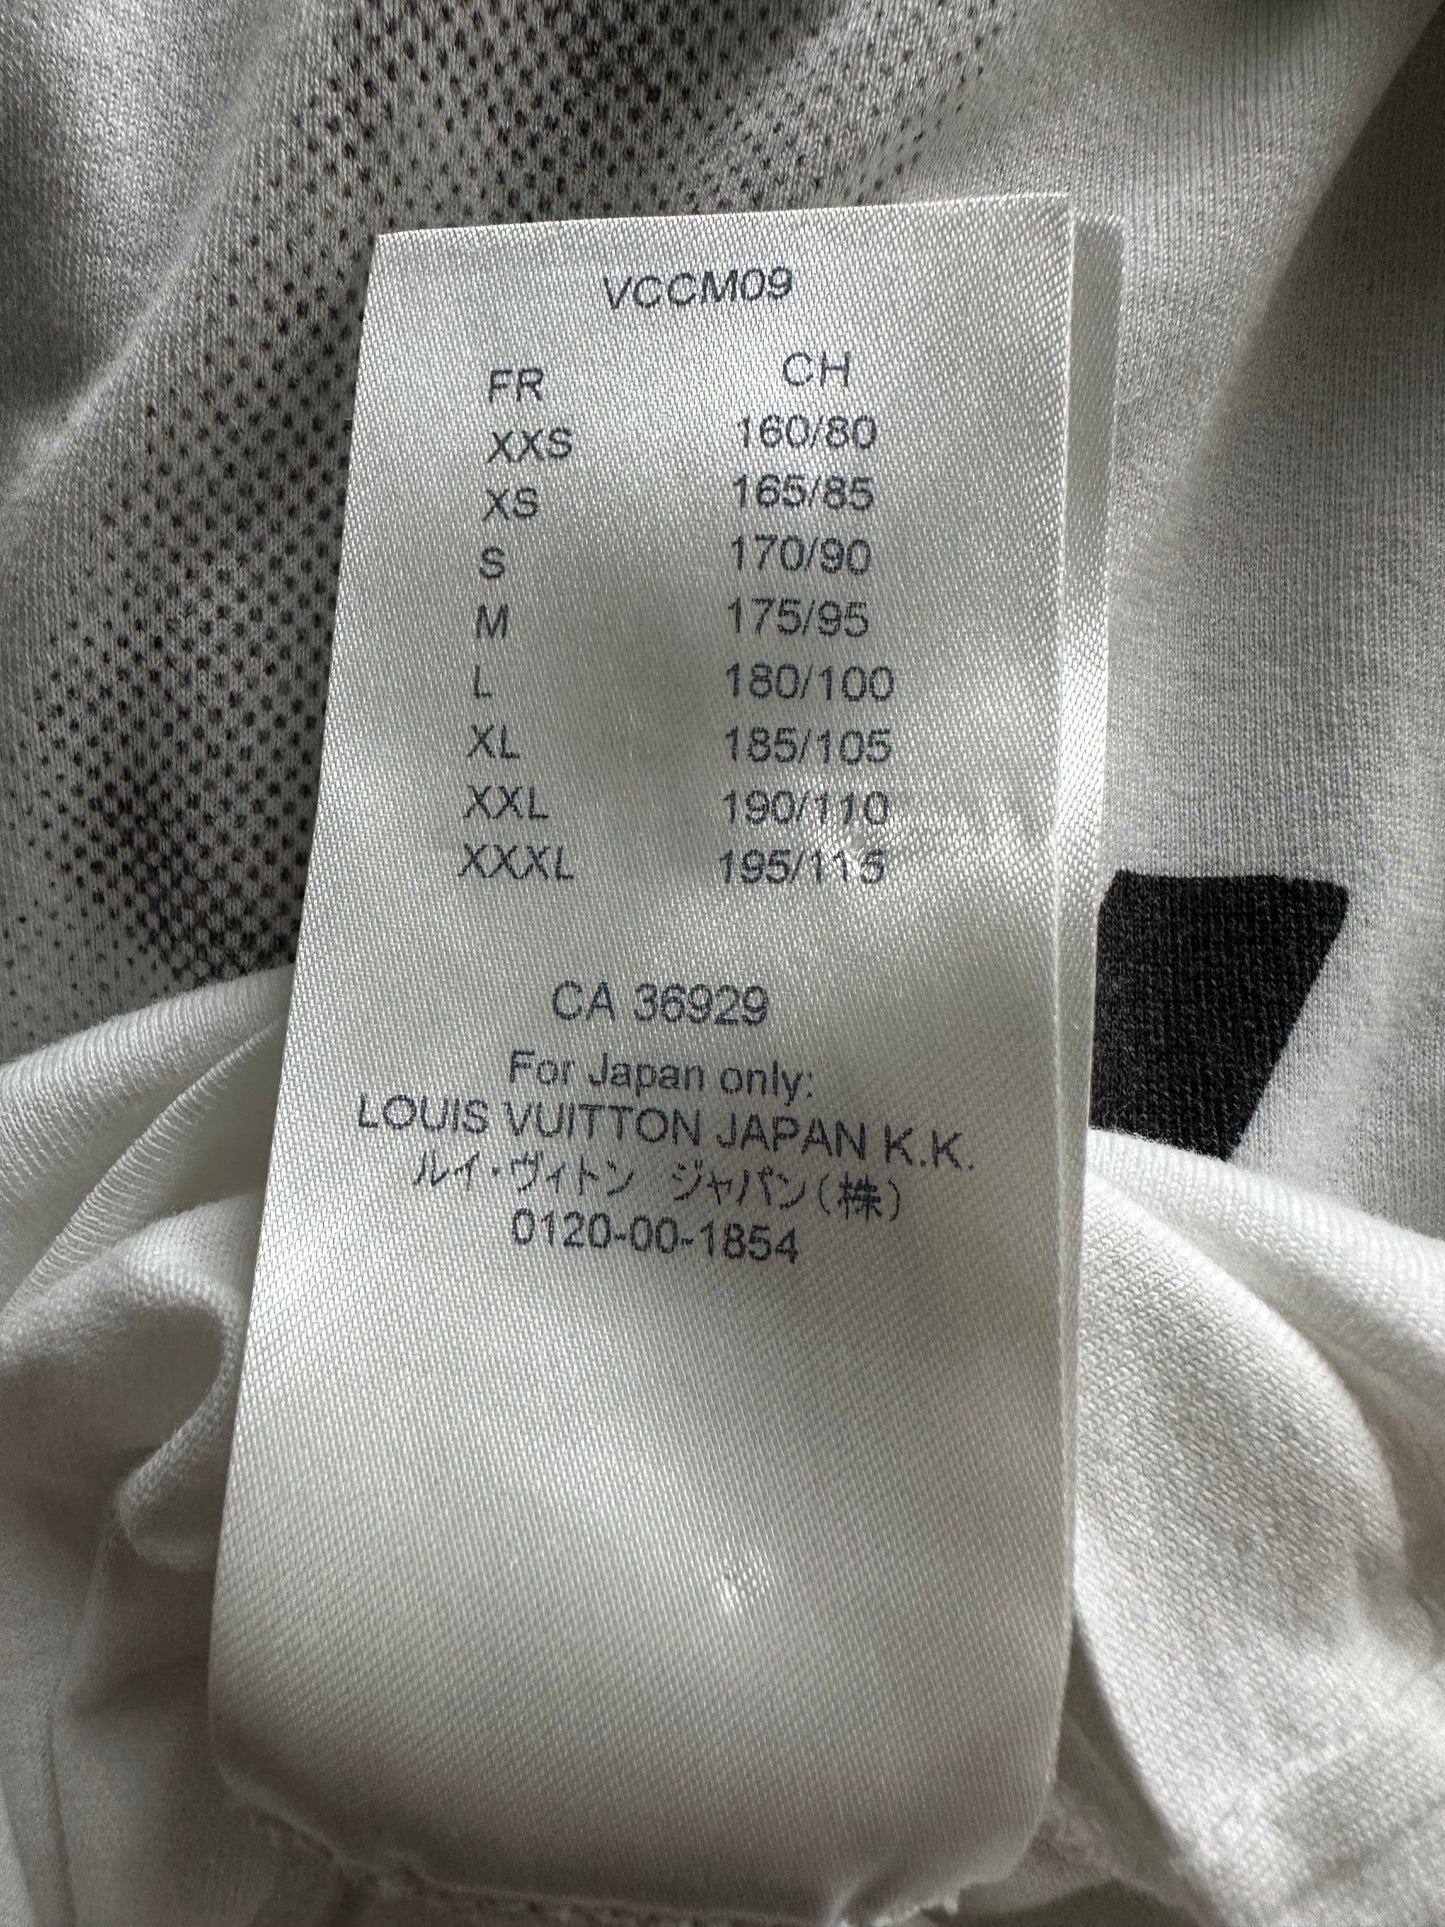 VCCM09
FR CH
XXS 160/80
XS 165/85
S 170/90
M 175/95
L 180/100
XL 185/105
XXL 190/110
XXXL 195/115
CA 36929
For Japan only:
LOUIS VUITTON JAPAN K.K.
ルイ・ヴィトン ジャパン(株)
0120-00-1854